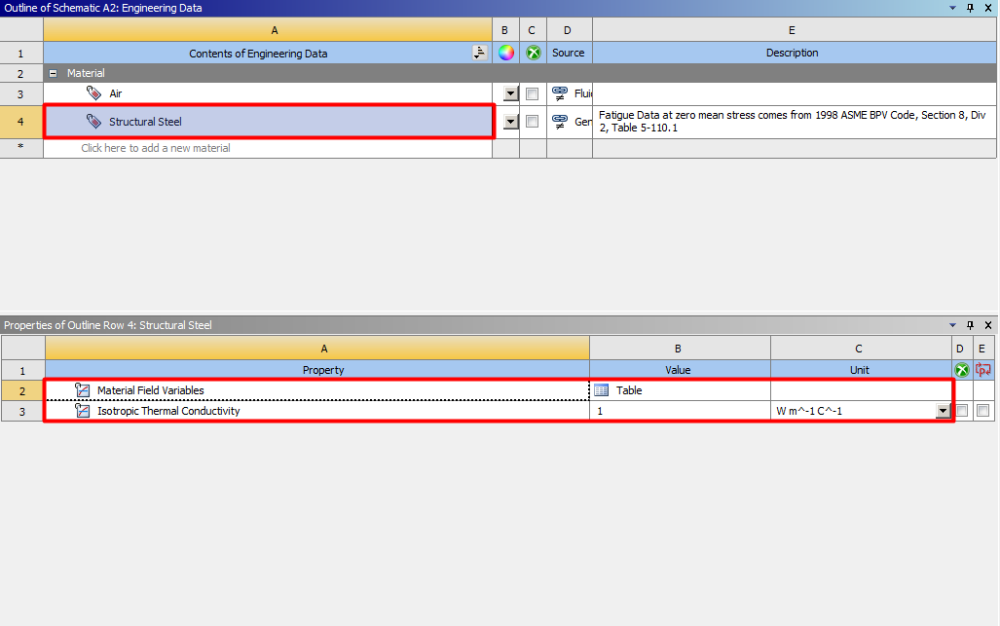 Outline of Schematic A2: Engineering Data
A B C D E
1 Contents of Engineering Data Source Description
2 Material
3 Air Fluid
4 Structural Steel Gen Fatigue Data at zero mean stress comes from 1998 ASME BPV Code, Section 8, Div
2, Table 5-110.1
* Click here to add a new material
Properties of Outline Row 4: Structural Steel
A B C D E
1 Property Value Unit
2 Material Field Variables Table
3 Isotropic Thermal Conductivity 1 W m^-1 C^-1